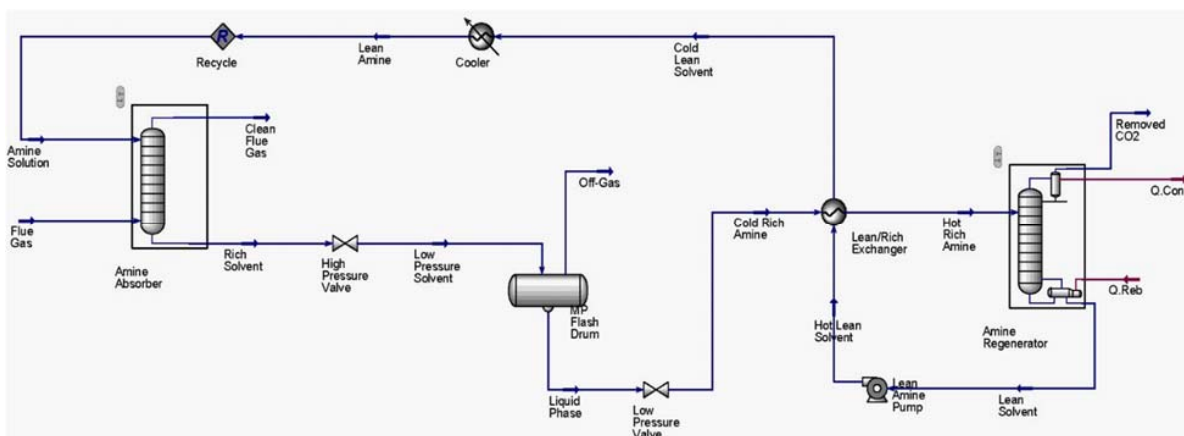 R
Recycle
Lean
Amine
Cooler
Cold
Lean
Solvent
Amine
Solution
Clean
Flue
Gas
Removed
CO2
Q.Con
Off-Gas
Flue
Gas
Amine
Absorber
Rich
Solvent
High
Pressure
Valve
Low
Pressure
Solvent
MP
Flash
Drum
Cold Rich
Amine
Lean/Rich
Exchanger
Hot
Rich
Amine
Q.Reb
Amine
Regenerator
Hot Lean
Solvent
Liquid
Phase
Low
Pressure
Valve
Lean
Amine
Pump
Lean
Solvent